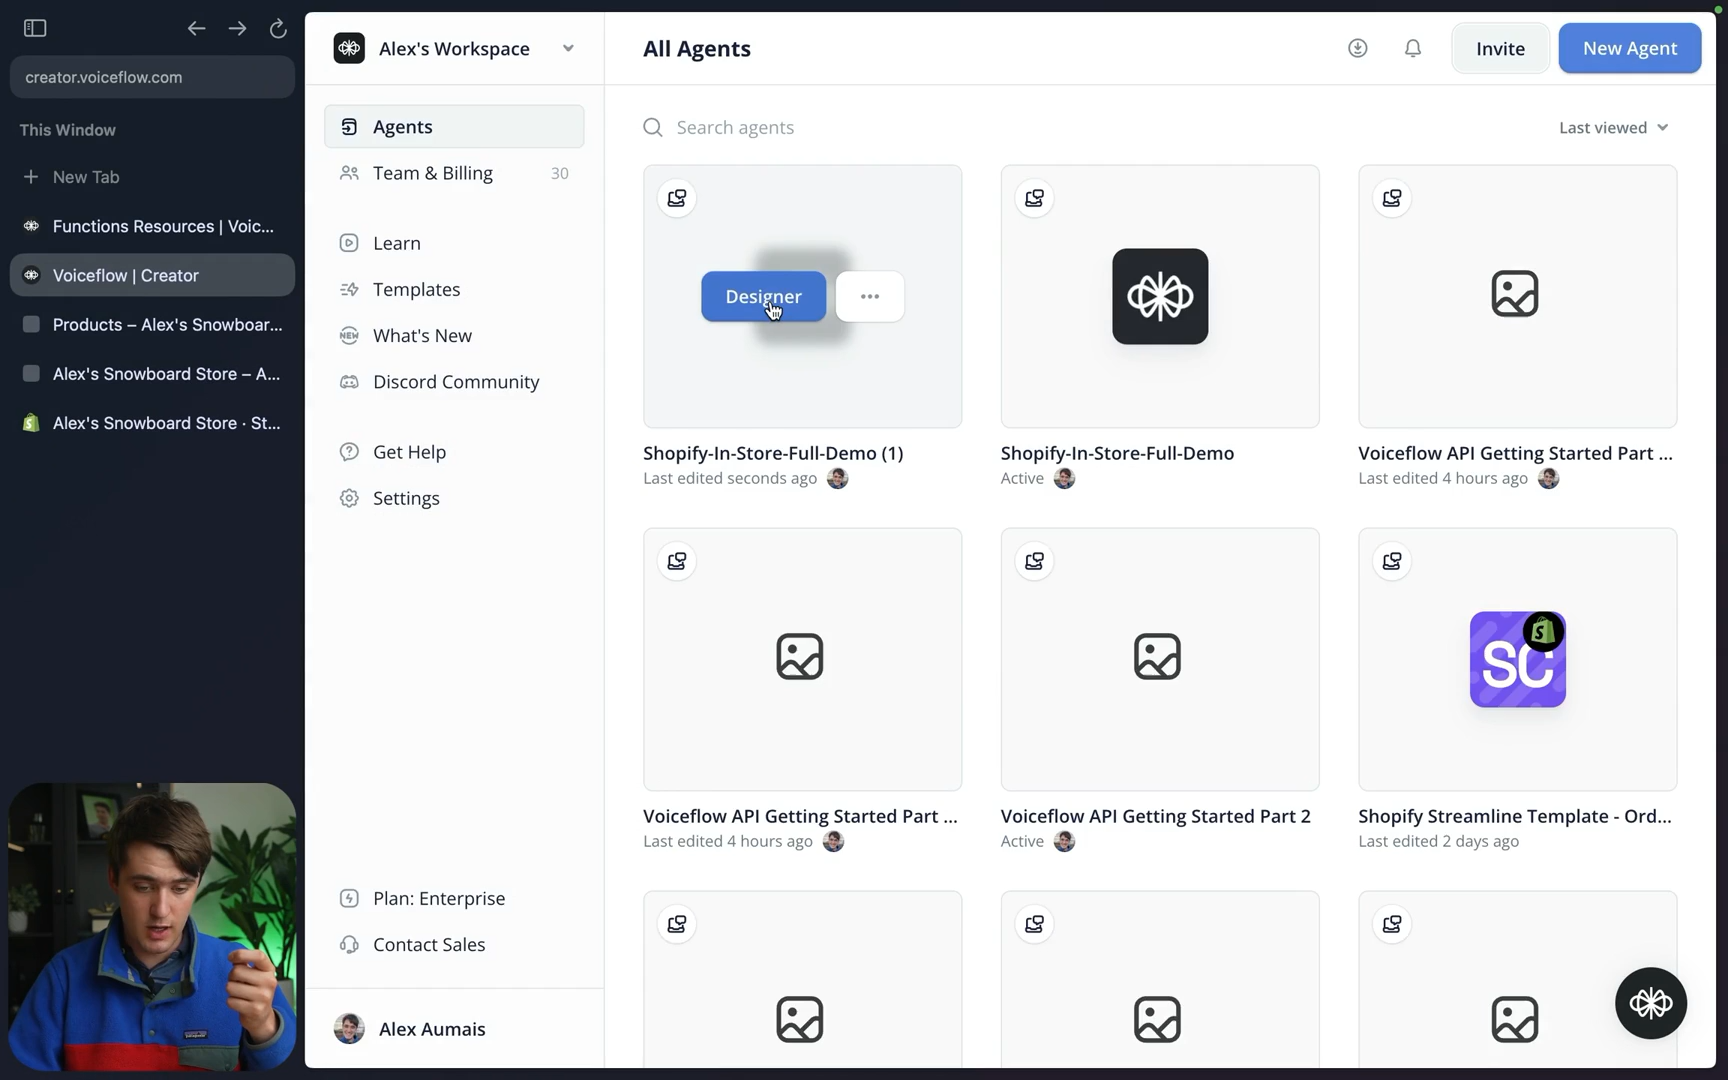 creator.voiceflow.com
This Window
New Tab
Functions Resources | Voic...
Voiceflow | Creator
Products – Alex's Snowboar...
Alex's Snowboard Store – A...
Alex's Snowboard Store · St...
Alex's Workspace
Agents
Team & Billing 30
Learn
Templates
NEW What's New
Discord Community
Get Help
Settings
Plan: Enterprise
Contact Sales
Alex Aumais
All Agents
Invite
New Agent
Search agents
Last viewed
Designer
Shopify-In-Store-Full-Demo (1)
Last edited seconds ago
Shopify-In-Store-Full-Demo
Active
Voiceflow API Getting Started Part ...
Last edited 4 hours ago
SC
S
Voiceflow API Getting Started Part ...
Last edited 4 hours ago
Voiceflow API Getting Started Part 2
Active
Shopify Streamline Template - Ord...
Last edited 2 days ago